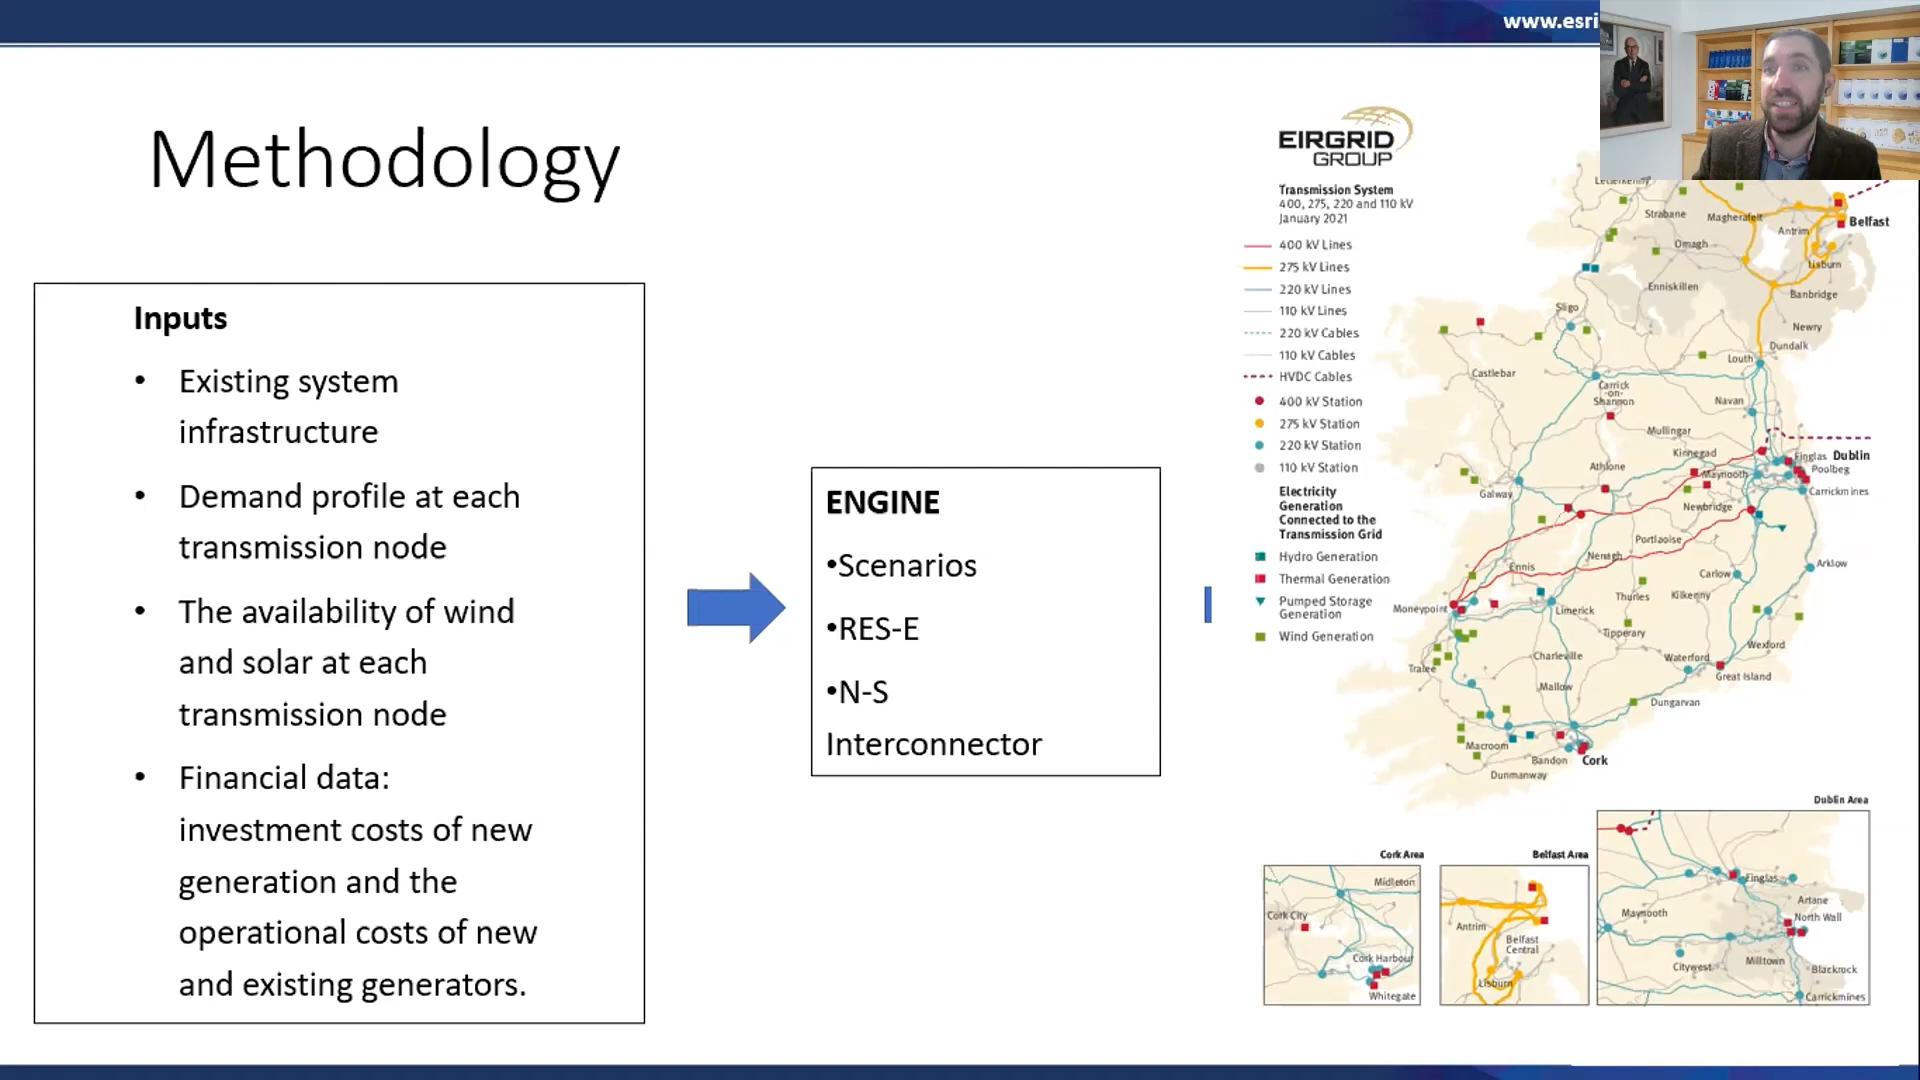 www.esri
Methodology
Inputs
• Existing system
infrastructure
• Demand profile at each
transmission node
• The availability of wind
and solar at each
transmission node
• Financial data:
investment costs of new
generation and the
operational costs of new
and existing generators.
ENGINE
•Scenarios
•RES-E
•N-S
Interconnector
EIRGRID
GROUP
Transmission System
400, 275, 220 and 110 kV
January 2021
400 kV Lines
275 kV Lines
220 kV Lines
110 kV Lines
220 kV Cables
110 kV Cables
HVDC Cables
400 kV Station
275 kV Station
220 kV Station
110 kV Station
Electricity
Generation
Connected to the
Transmission Grid
Hydro Generation
Thermal Generation
Pumped Storage
Generation
Wind Generation
Letterkenny
Strabane
Magherafelt
Belfast
Antrim
Omagh
Lisburn
Enniskillen
Banbridge
Sligo
Newry
Dundalk
Louth
Castlebar
Carrick
-on-
Shannon
Navan
Mullingar
Kinnegad
Finglas
Dublin
Athlone
Maynooth
Poolbeg
Galway
Carrickmines
Newbridge
Portlaoise
Nenagh
Ennis
Carlow
Arklow
Moneypoint
Limerick
Thurles
Kilkenny
Tipperary
Wexford
Tralee
Charleville
Waterford
Great Island
Mallow
Dungarvan
Macroom
Bandon
Cork
Dunmanway
Cork Area
Midleton
Cork City
Cork Harbour
Whitegate
Belfast Area
Antrim
Belfast
Central
Lisburn
Dublin Area
Finglas
Artane
Maynooth
North Wall
Citywest
Milltown
Blackrock
Carrickmines